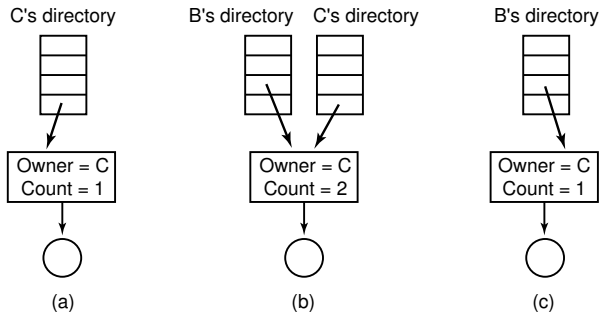 C's directory
B's directory C's directory
B's directory
Owner = C
Count = 1
Owner = C
Count = 2
Owner = C
Count = 1
(a)
(b)
(c)